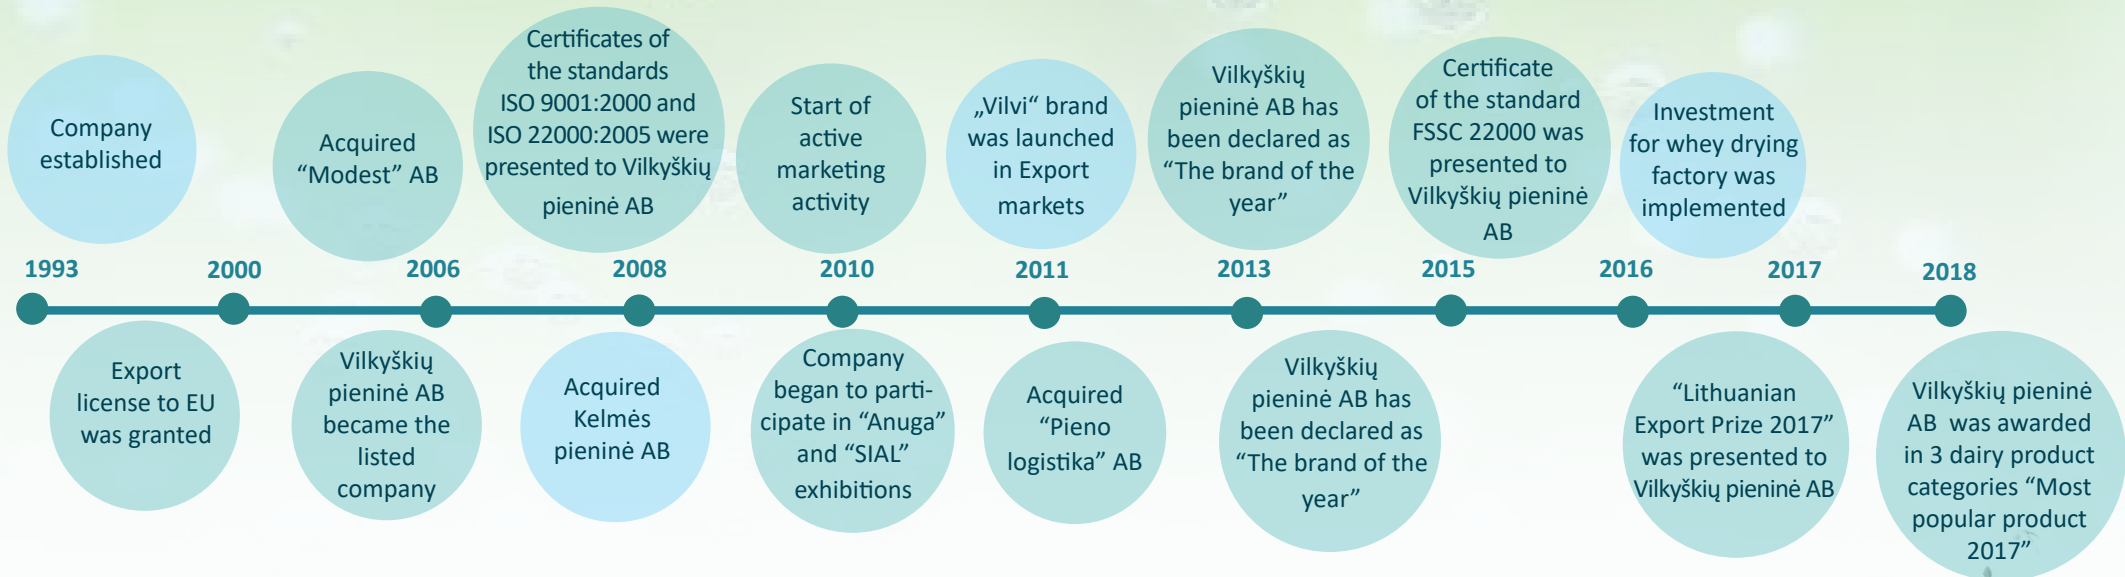 Company
established
Acquired
“Modest” AB
Certificates of
the standards
ISO 9001:2000 and
ISO 22000:2005 were
presented to Vilkyškių
pieninė AB
Start of
active
marketing
activity
„Vilvi“ brand
was launched
in Export
markets
Vilkyškių
pieninė AB has
been declared as
“The brand of the
year”
Certificate
of the standard
FSSC 22000 was
presented to
Vilkyškių pieninė
AB
Investment
for whey drying
factory was
implemented
1993 2000 2006 2008 2010 2011 2013 2015 2016 2017 2018
Export
license to EU
was granted
Vilkyškių
pieninė AB
became the
listed
company
Acquired
Kelmės
pieninė AB
Company
began to parti-
cipate in “Anuga”
and “SIAL”
exhibitions
Acquired
“Pieno
logistika” AB
Vilkyškių
pieninė AB has
been declared as
“The brand of the
year”
“Lithuanian
Export Prize 2017”
was presented to
Vilkyškių pieninė AB
Vilkyškių pieninė
AB was awarded
in 3 dairy product
categories “Most
popular product
2017”